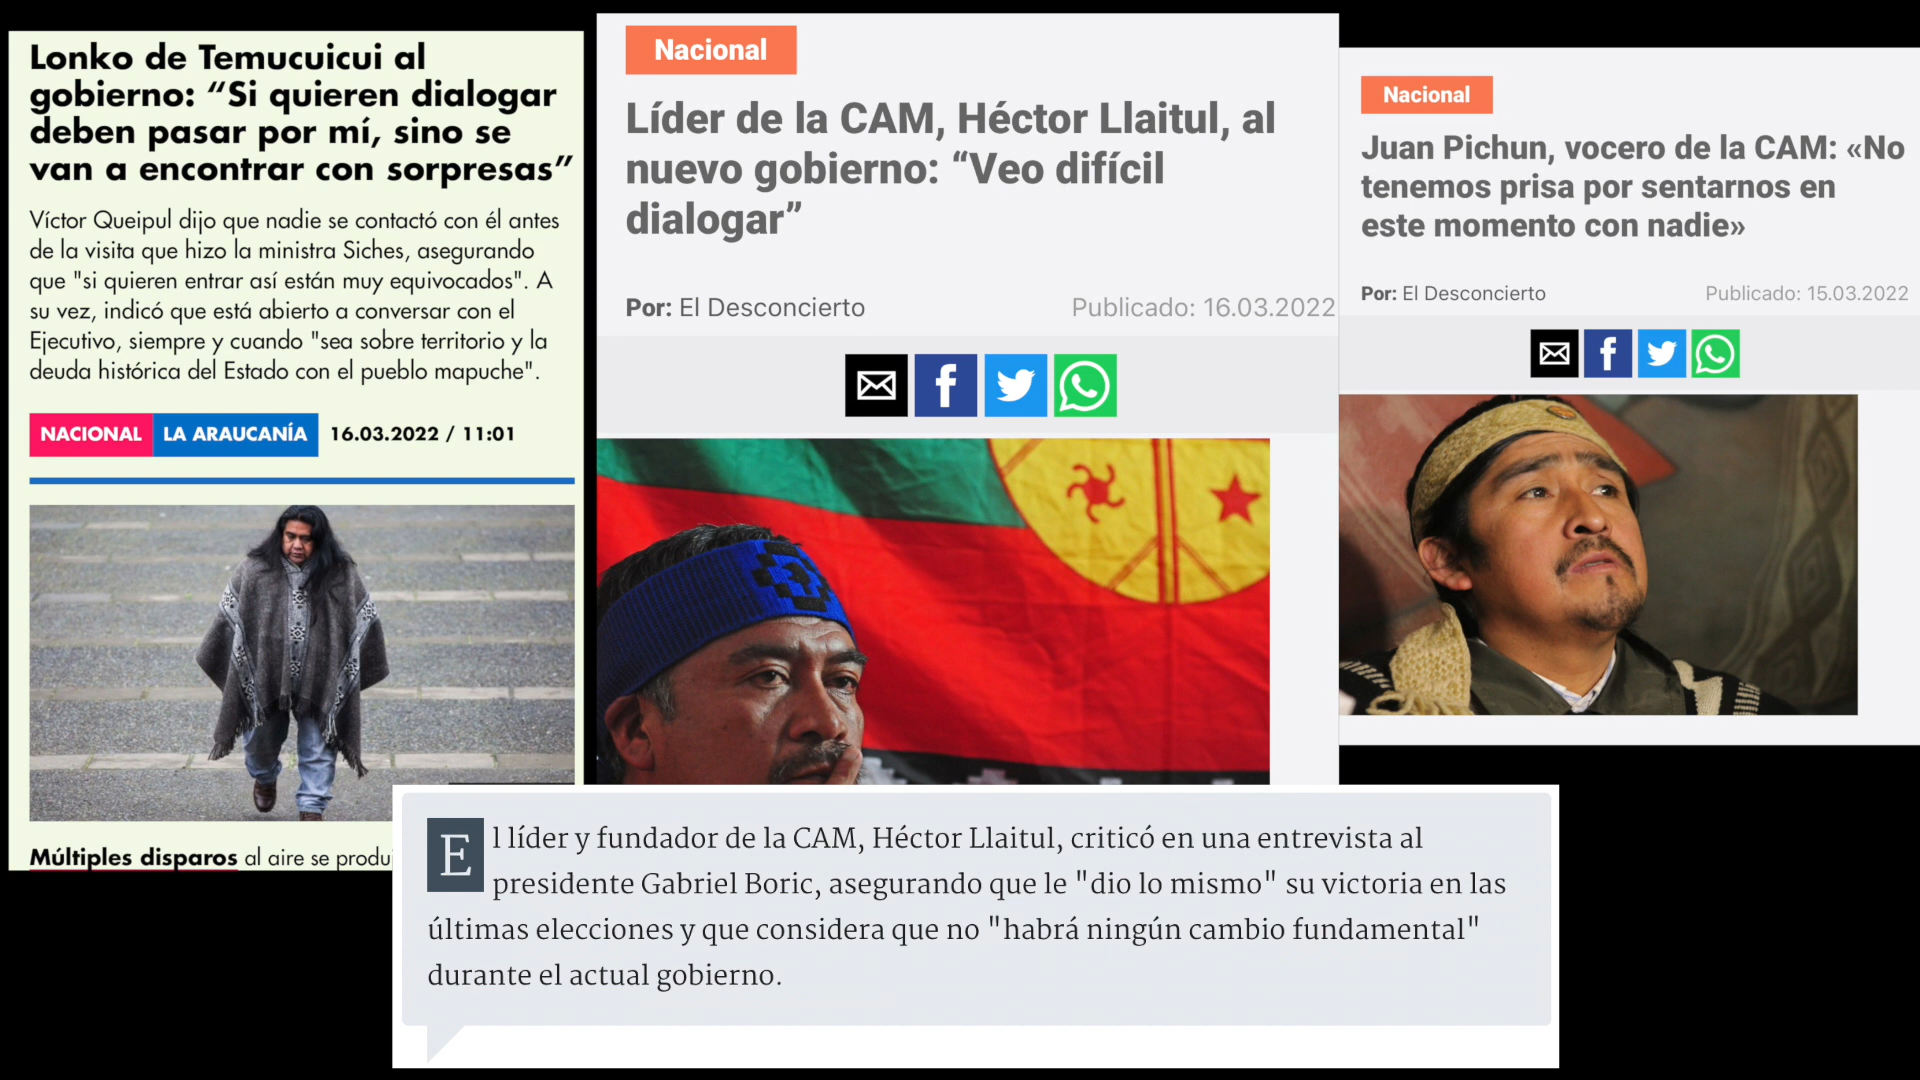 Lonko de Temucuicui al
gobierno: “Si quieren dialogar
deben pasar por mí, sino se
van a encontrar con sorpresas”
Víctor Queipul dijo que nadie se contactó con él antes
de la visita que hizo la ministra Siches, asegurando
que "si quieren entrar así están muy equivocados". A
su vez, indicó que está abierto a conversar con el
Ejecutivo, siempre y cuando "sea sobre territorio y la
deuda histórica del Estado con el pueblo mapuche".
NACIONAL LA ARAUCANÍA 16.03.2022 / 11:01
Múltiples disparos al aire se produ
Nacional
Líder de la CAM, Héctor Llaitul, al
nuevo gobierno: “Veo difícil
dialogar”
Por: El Desconcierto Publicado: 16.03.2022
Nacional
Juan Pichun, vocero de la CAM: «No
tenemos prisa por sentarnos en
este momento con nadie»
Por: El Desconcierto Publicado: 15.03.2022
El líder y fundador de la CAM, Héctor Llaitul, criticó en una entrevista al
presidente Gabriel Boric, asegurando que le "dio lo mismo" su victoria en las
últimas elecciones y que considera que no "habrá ningún cambio fundamental"
durante el actual gobierno.